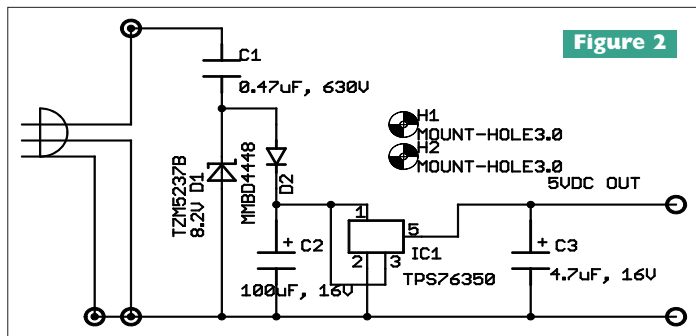 Figure 2
C1
0.47uF, 630V
H1
MOUNT-HOLE3.0
H2
MOUNT-HOLE3.0
TZM5237B
8.2V D1
MMBD4448
D2
5VDC OUT
1
5
2
3
IC1
TPS76350
+
C2
100uF, 16V
+
C3
4.7uF, 16V